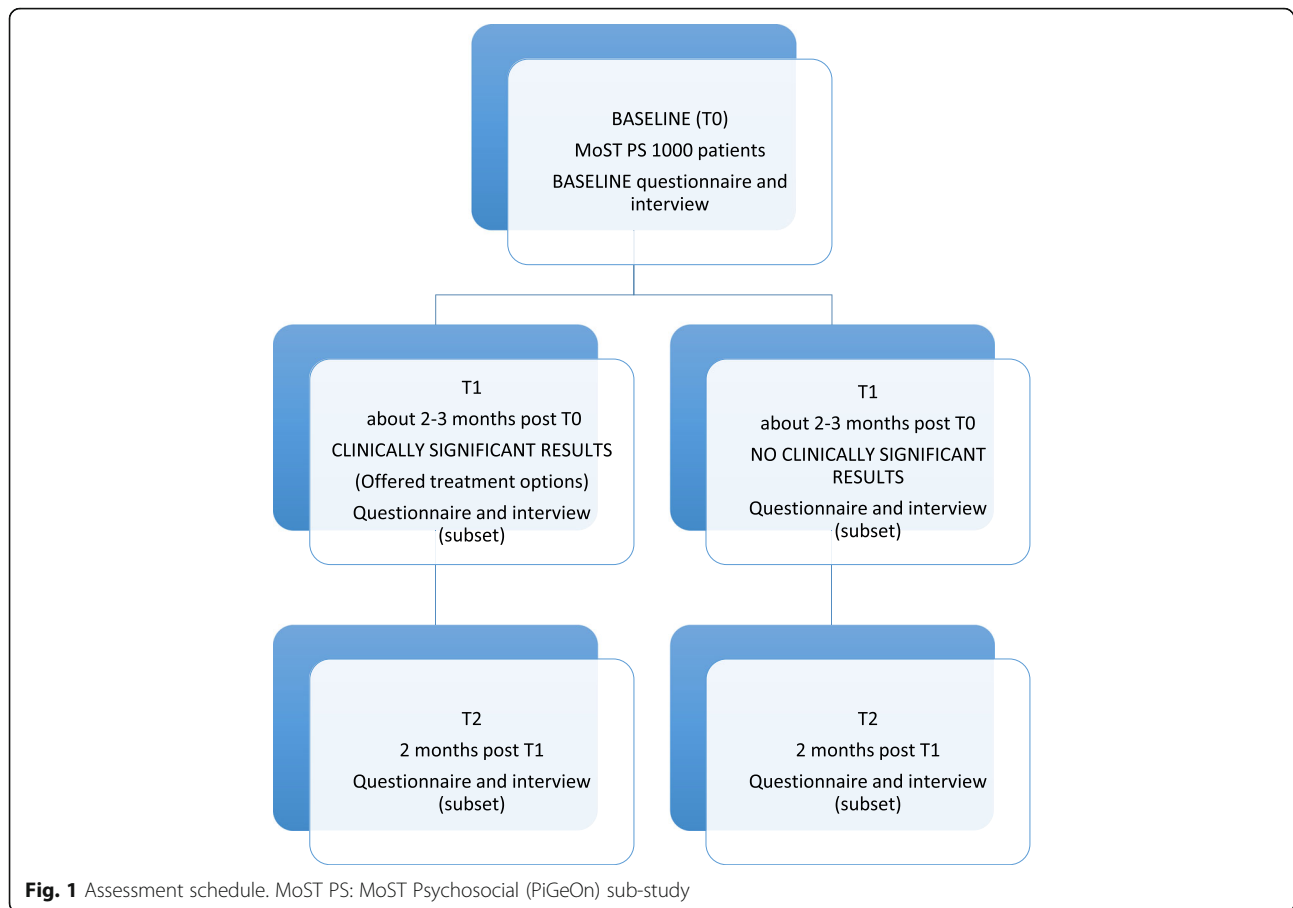 BASELINE (T0)
MoST PS 1000 patients
BASELINE questionnaire and
interview
T1
about 2-3 months post T0
CLINICALLY SIGNIFICANT RESULTS
(Offered treatment options)
Questionnaire and interview
(subset)
T1
about 2-3 months post T0
NO CLINICALLY SIGNIFICANT
RESULTS
Questionnaire and interview
(subset)
T2
2 months post T1
Questionnaire and interview
(subset)
T2
2 months post T1
Questionnaire and interview
(subset)
Fig. 1 Assessment schedule. MoST PS: MoST Psychosocial (PiGeOn) sub-study